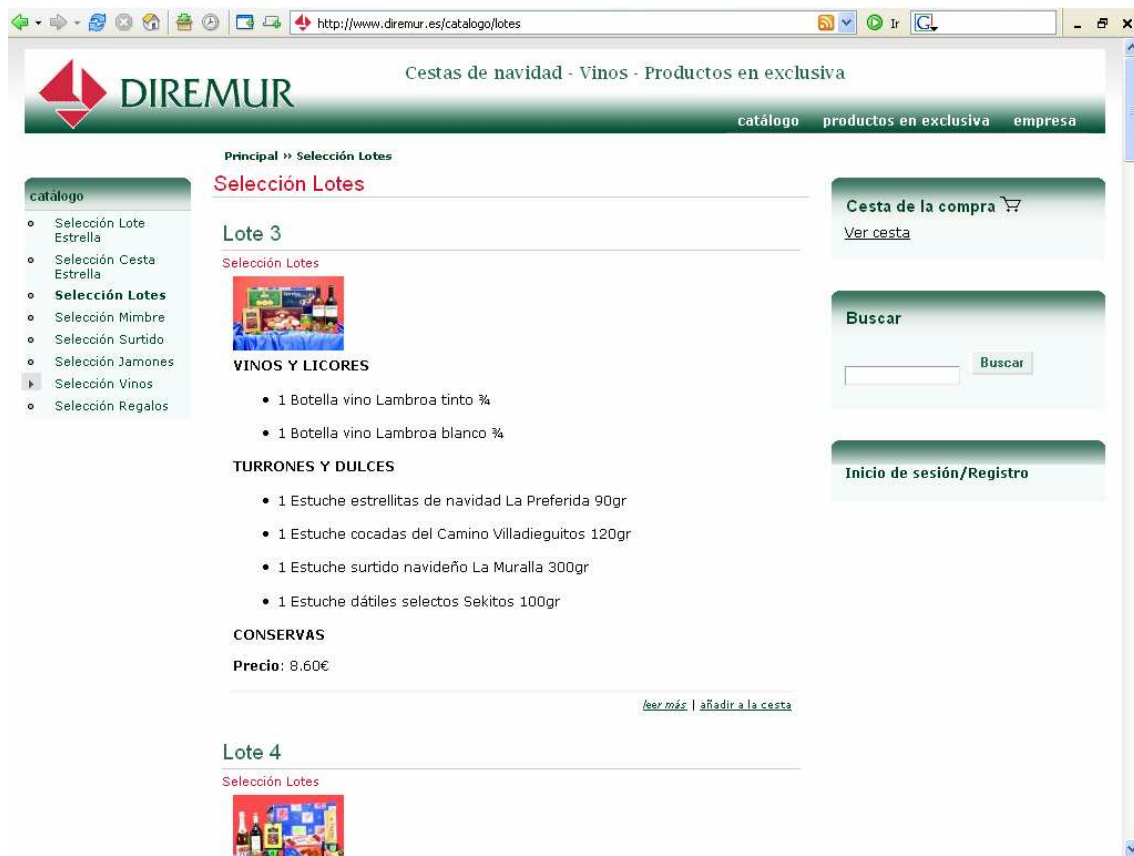 http://www.diremur.es/catalogo/lotes
Ir
G
DIREMUR
Cestas de navidad - Vinos - Productos en exclusiva
catálogo productos en exclusiva empresa
Principal » Selección Lotes
catálogo
Selección Lote
Estrella
Selección Cesta
Estrella
Selección Lotes
Selección Mimbre
Selección Surtido
Selección Jamones
Selección Vinos
Selección Regalos
Selección Lotes
Lote 3
Selección Lotes
VINOS Y LICORES
• 1 Botella vino Lambroa tinto ¾
• 1 Botella vino Lambroa blanco ¾
TURRONES Y DULCES
• 1 Estuche estrellitas de navidad La Preferida 90gr
• 1 Estuche cocadas del Camino Villadieguitos 120gr
• 1 Estuche surtido navideño La Muralla 300gr
• 1 Estuche dátiles selectos Sekitos 100gr
CONSERVAS
Precio: 8.60€
leer más | añadir a la cesta
Lote 4
Selección Lotes
Cesta de la compra
Ver cesta
Buscar
Buscar
Inicio de sesión/Registro